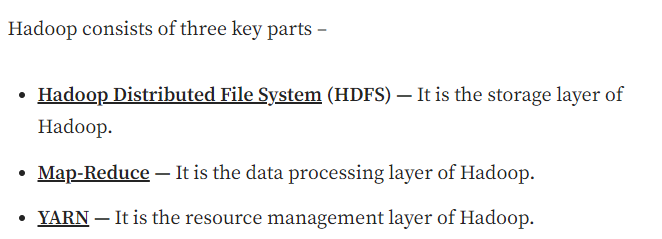 Hadoop consists of three key parts –
• Hadoop Distributed File System (HDFS) — It is the storage layer of
Hadoop.
• Map-Reduce — It is the data processing layer of Hadoop.
• YARN — It is the resource management layer of Hadoop.